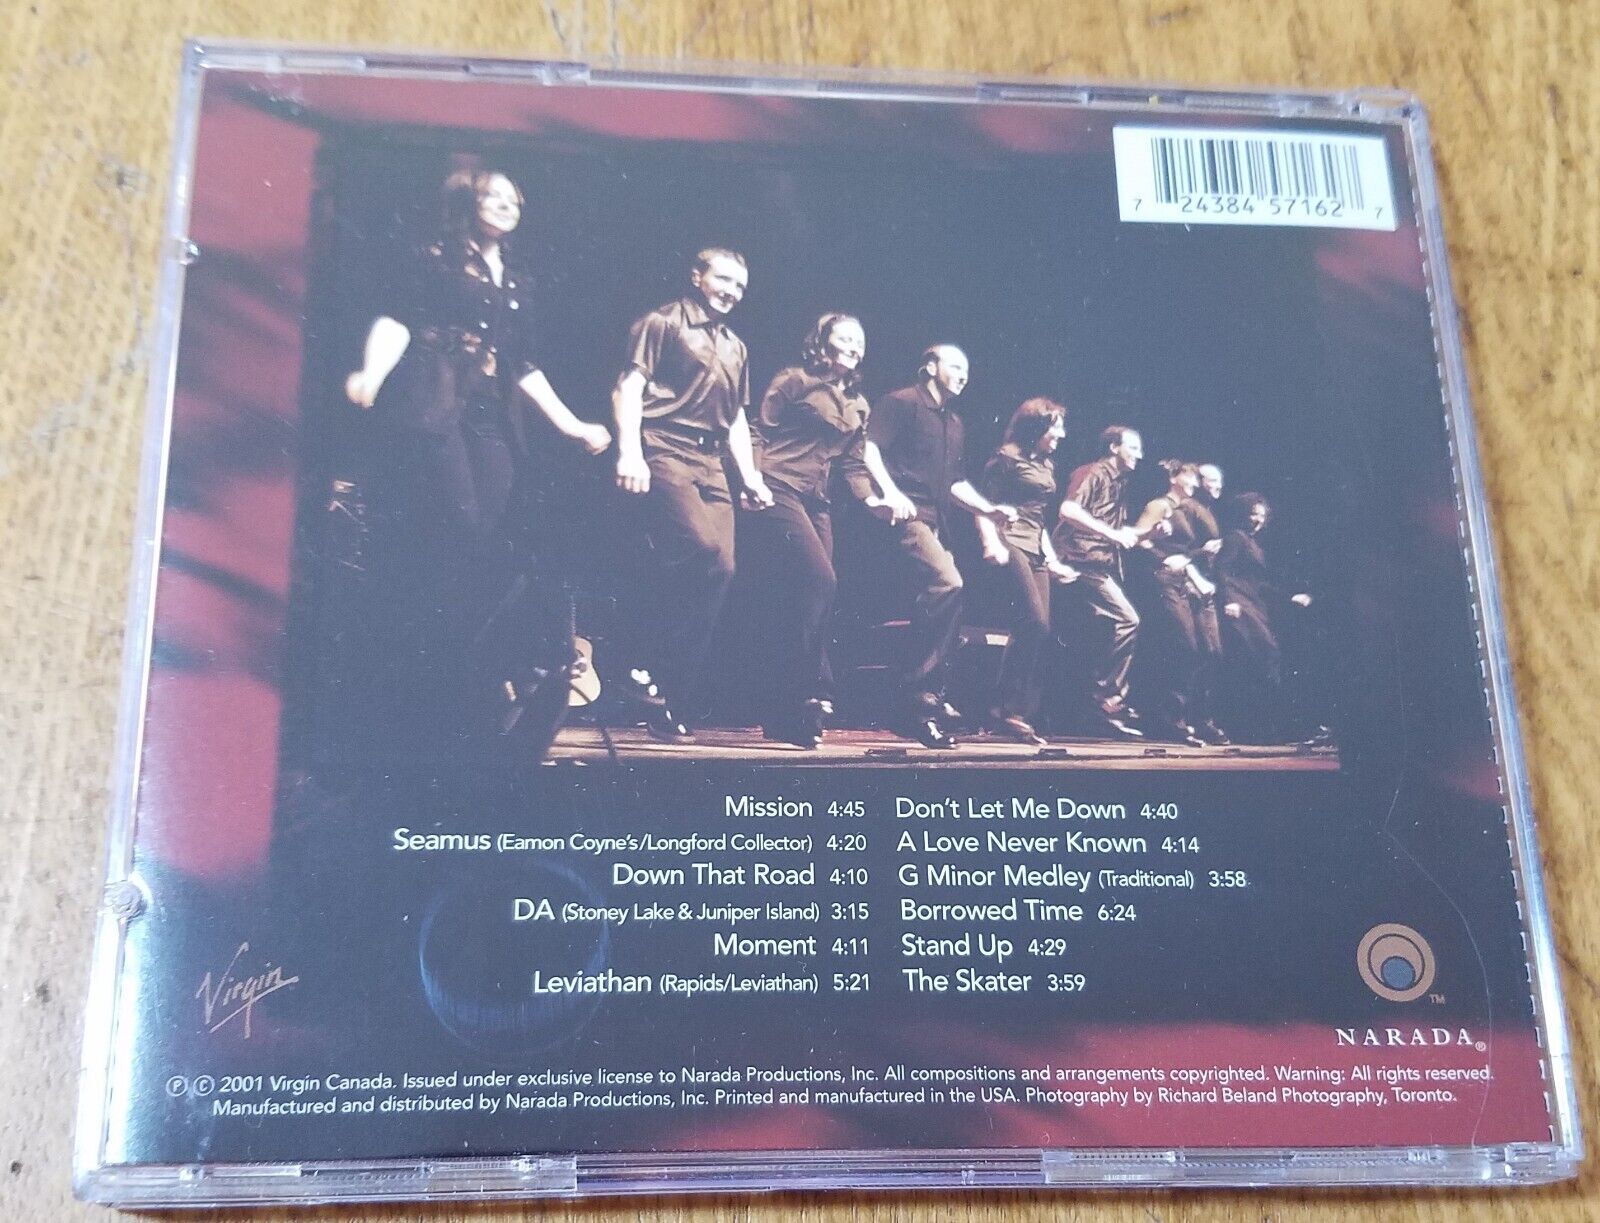 7 24384 57162 7
Mission 4:45
Seamus (Eamon Coyne's/Longford Collector) 4:20
Down That Road 4:10
DA (Stoney Lake & Juniper Island) 3:15
Moment 4:11
Leviathan (Rapids/Leviathan) 5:21
Don't Let Me Down 4:40
A Love Never Known 4:14
G Minor Medley (Traditional) 3:58
Borrowed Time 6:24
Stand Up 4:29
The Skater 3:59
Virgin
TM
NARADA®
℗ © 2001 Virgin Canada. Issued under exclusive license to Narada Productions, Inc. All compositions and arrangements copyrighted. Warning: All rights reserved.
Manufactured and distributed by Narada Productions, Inc. Printed and manufactured in the USA. Photography by Richard Beland Photography, Toronto.